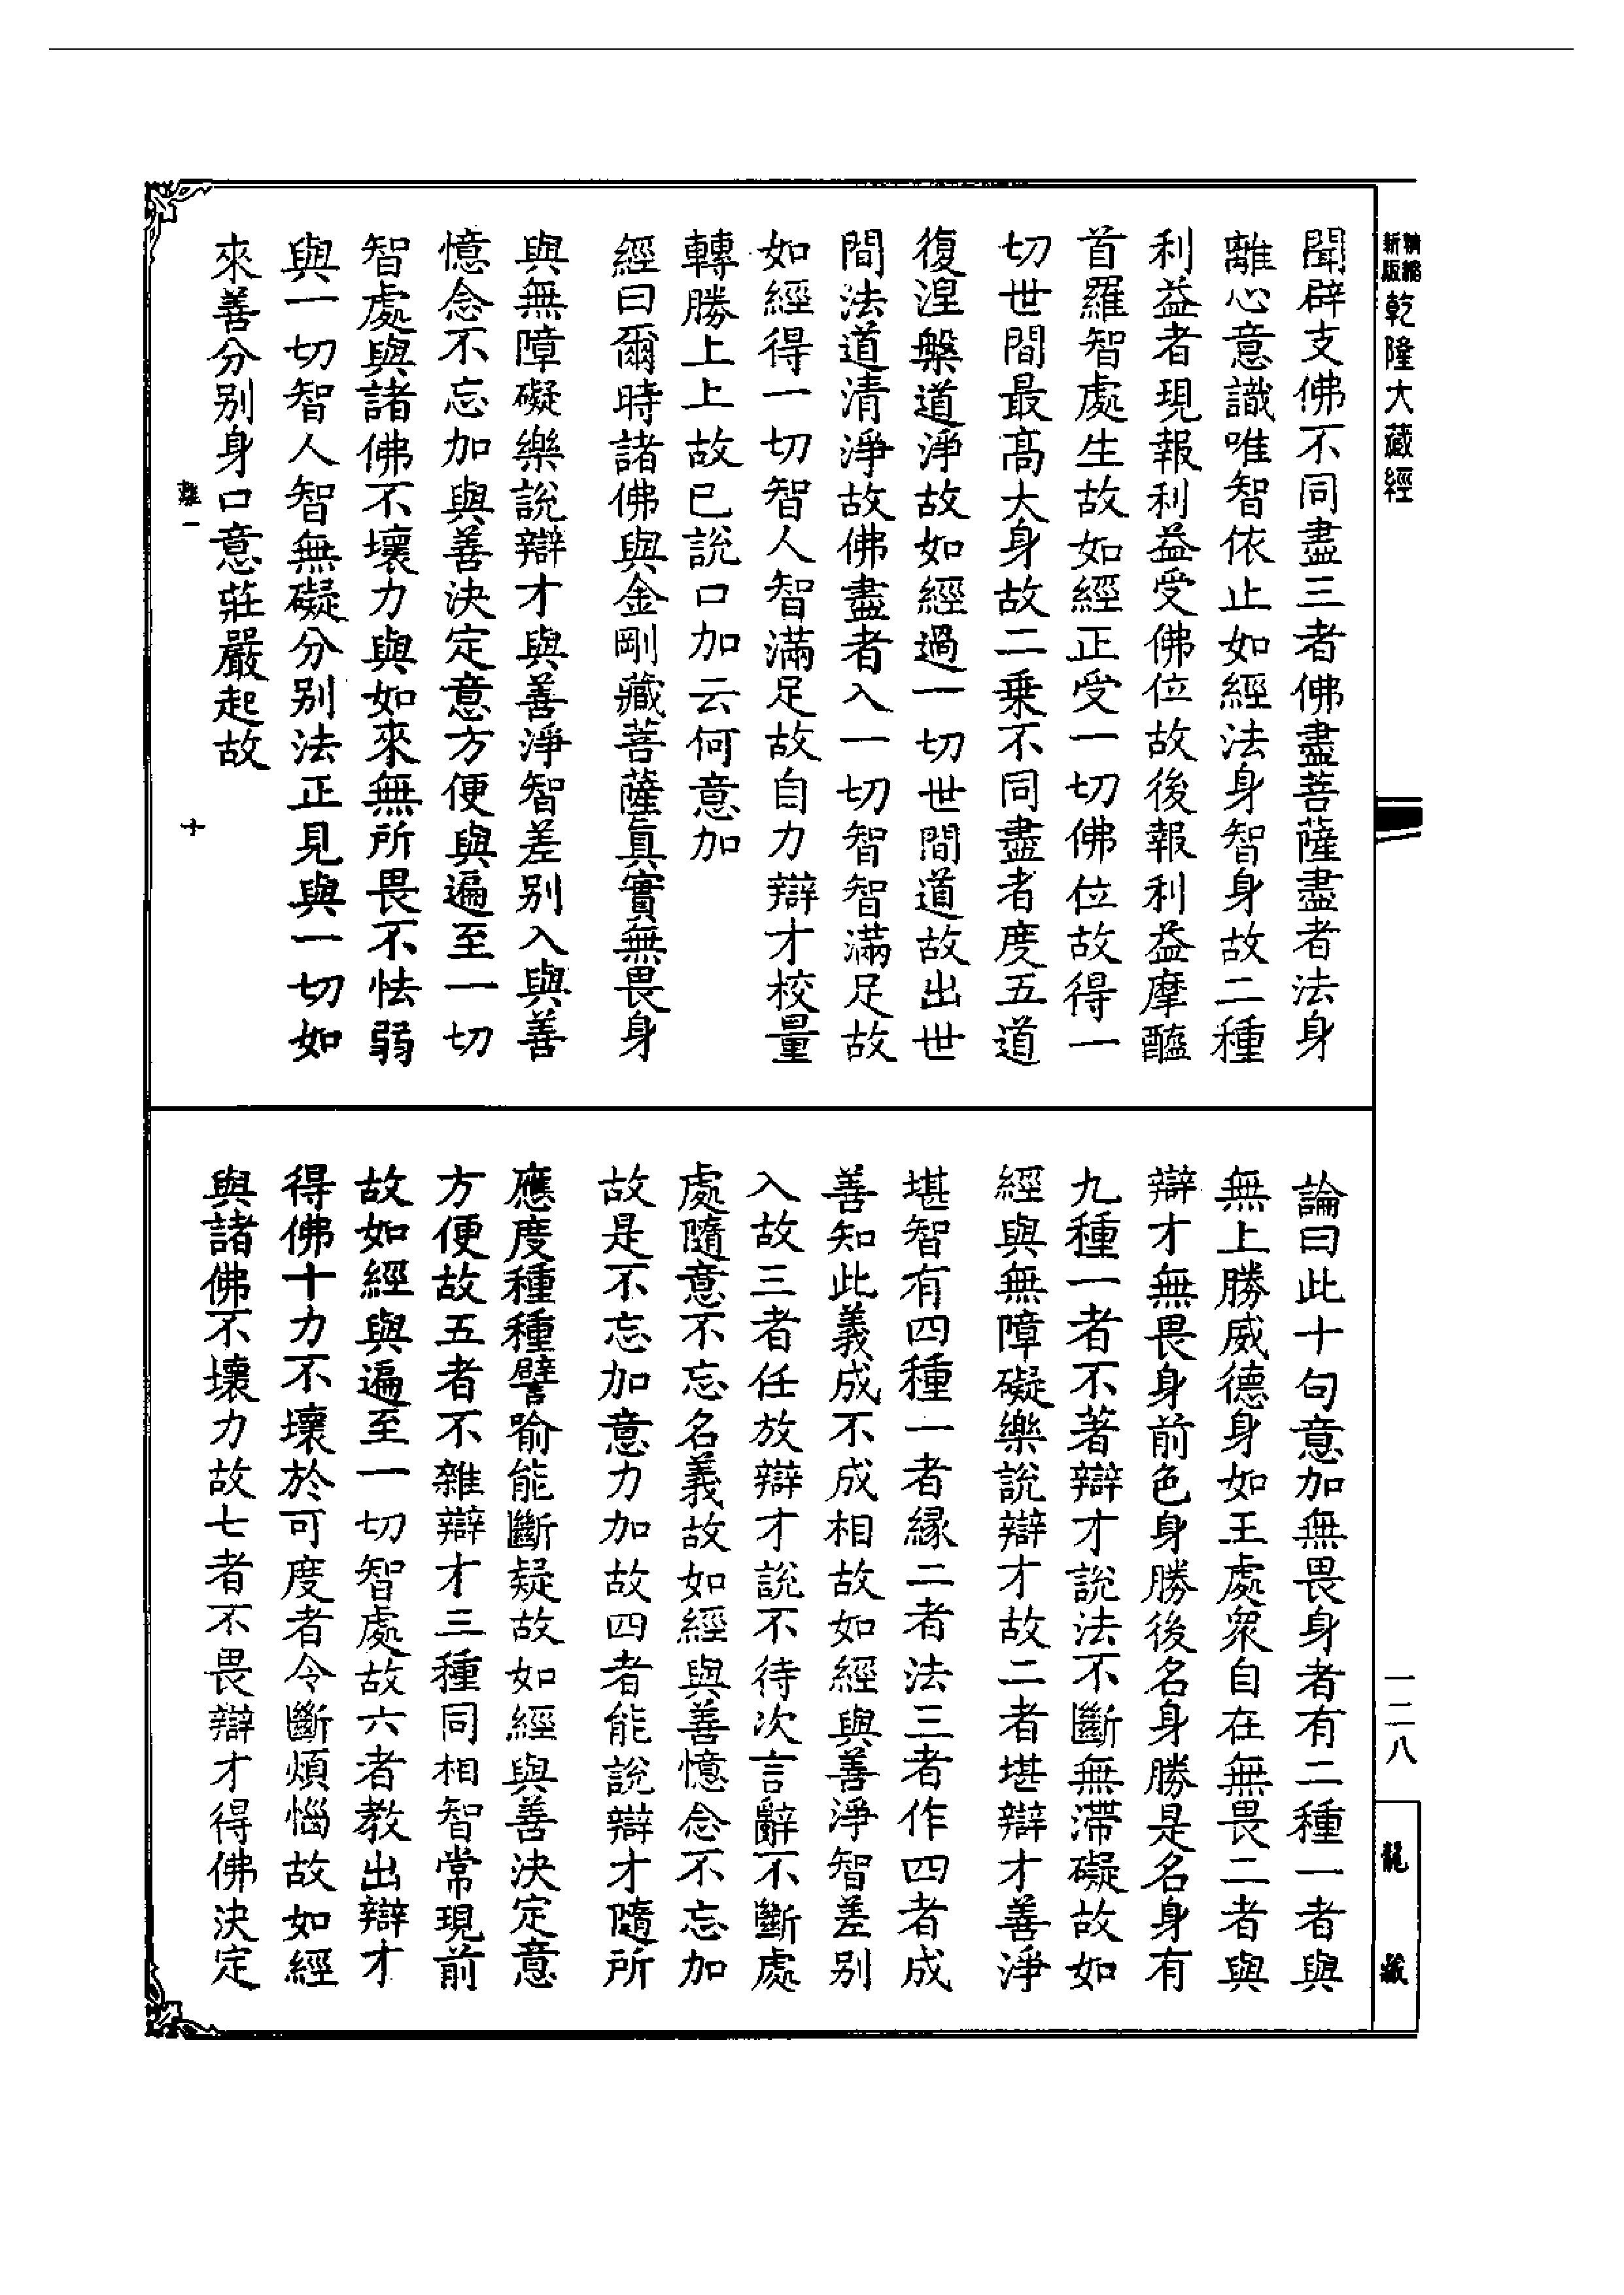 精縮新版乾隆大藏經
聞辟支佛不同盡三者佛盡菩薩盡者法身
離心意識唯智依止如經法身智身故二種
利益者現報利益受佛位故後報利益摩醯
首羅智處生故如經正受一切佛位故得一
切世間最高大身故二乘不同盡者度五道
復涅槃道淨故如經過一切世間道故出世
間法道清淨故佛盡者入一切智智滿足故
如經得一切智人智滿足故自力辯才校量
轉勝上上故已說口加云何意加
經曰爾時諸佛與金剛藏菩薩真實無畏身
與無障礙樂說辯才與善淨智差別入與善
憶念不忘加與善決定意方便與遍至一切
智處與諸佛不壞力與如來無所畏不怯弱
與一切智人智無礙分別法正見與一切如
來善分別身口意莊嚴起故
十
論曰此十句意加無畏身者有二種一者與
無上勝威德身如王處眾自在無畏二者與
辯才無畏身前色身勝後名身勝是名身有
九種一者不著辯才說法不斷無滯礙故如
經與無障礙樂說辯才故二者堪辯才善淨
堪智有四種一者緣二者法三者作四者成
善知此義成不成相故如經與善淨智差別
入故三者任放辯才說不待次言辭不斷處
處隨意不忘名義故如經與善憶念不忘加
故是不忘加意力加故四者能說辯才隨所
應度種種譬喻能斷疑故如經與善決定意
方便故五者不雜辯才三種同相智常現前
故如經與遍至一切智處故六者教出辯才
得佛十力不壞於可度者令斷煩惱故如經
與諸佛不壞力故七者不畏辯才得佛決定
一二八
龍藏